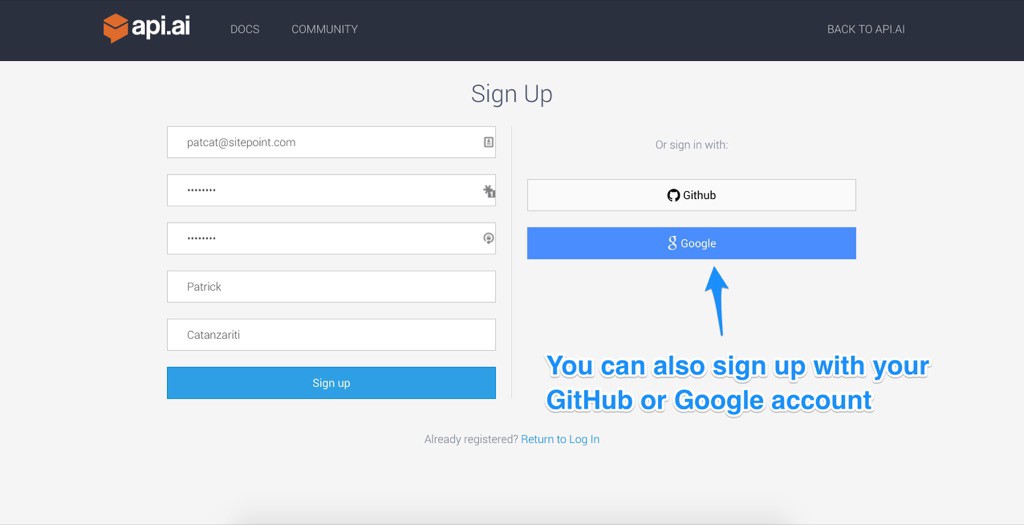 api.ai DOCS COMMUNITY BACK TO API.AI
Sign Up
patcat@sitepoint.com
••••••••
••••••••
Patrick
Catanzariti
Sign up
Or sign in with:
Github
Google
You can also sign up with your
GitHub or Google account
Already registered? Return to Log In